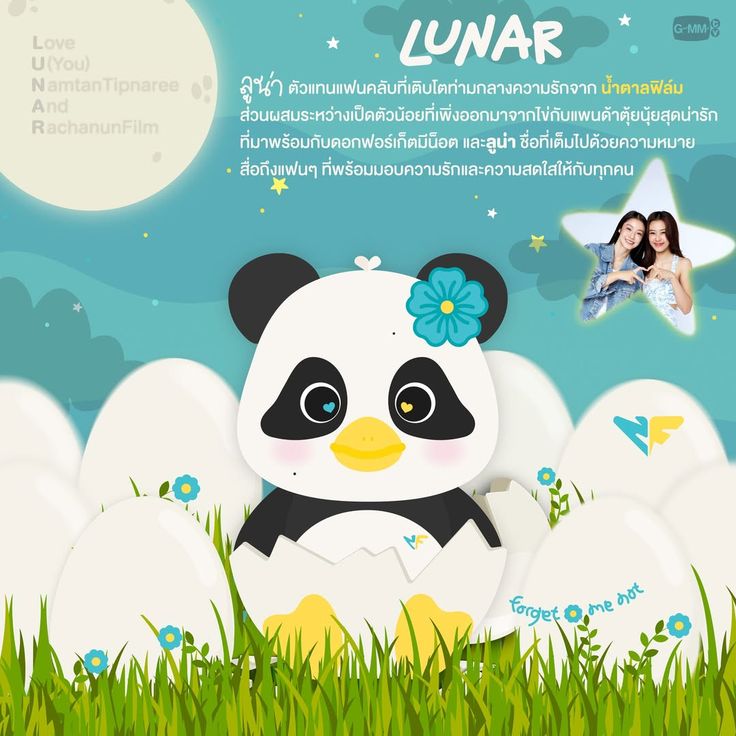 LUNAR
G-MM-TV
Love
U(You)
NamtanTipnaree
And
RachanunFilm
ลูน่า ตัวแทนแฟนคลับที่เติบโตท่ามกลางความรักจาก น้ำตาลฟิล์ม
ส่วนผสมระหว่างเป็ดตัวน้อยที่เพิ่งออกมาจากไข่กับแพนด้าตุ้ยนุ้ยสุดน่ารัก
ที่มาพร้อมกับดอกฟอร์เก็ตมีน็อต และลูน่า ชื่อที่เต็มไปด้วยความหมาย
สื่อถึงแฟนๆ ที่พร้อมมอบความรักและความสดใสให้กับทุกคน
NF
NF
forget me not